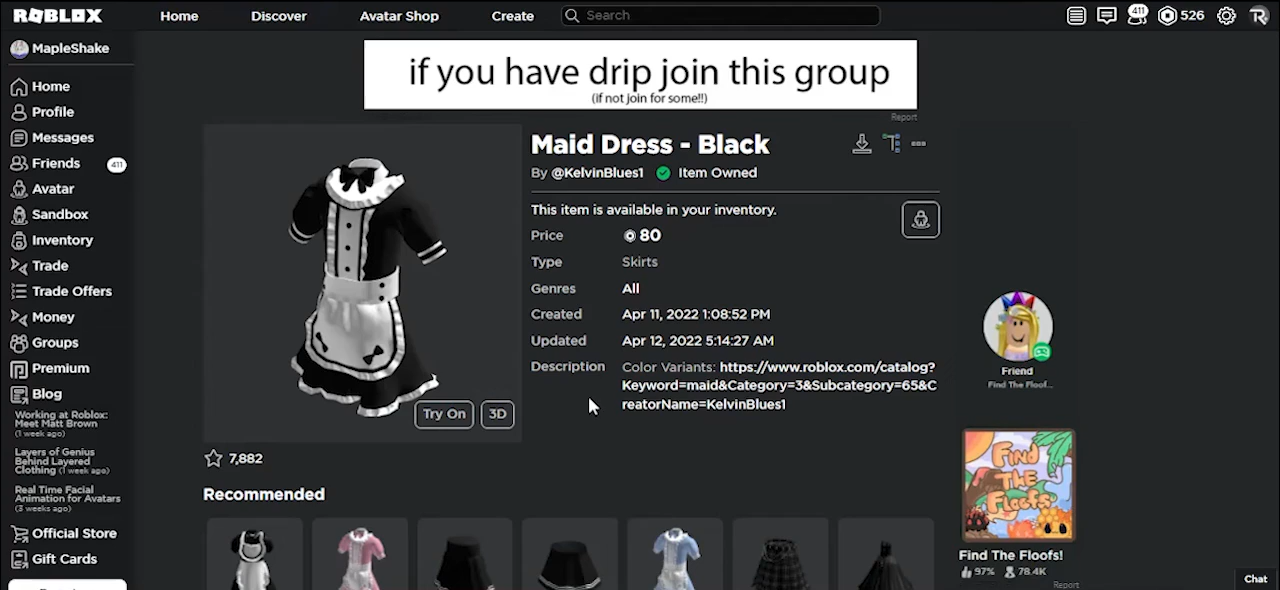 ROBLOX
Home
Discover
Avatar Shop
Create
Search
411
526
MapleShake
Home
Profile
Messages
Friends
411
Avatar
Sandbox
Inventory
Trade
Trade Offers
Money
Groups
Premium
Blog
Working at Roblox:
Meet Matt Brown
(1 week ago)
Layers of Genius
Behind Layered
Clothing (1 week ago)
Real Time Facial
Animation for Avatars
(3 weeks ago)
Official Store
Gift Cards
if you have drip join this group
(if not join for some!!)
Report
Maid Dress - Black
By @KelvinBlues1
Item Owned
This item is available in your inventory.
Price
80
Type
Skirts
Genres
All
Created
Apr 11, 2022 1:08:52 PM
Updated
Apr 12, 2022 5:14:27 AM
Description
Color Variants: https://www.roblox.com/catalog?
Keyword=maid&Category=3&Subcategory=65&C
reatorName=KelvinBlues1
Try On
3D
7,882
Recommended
Friend
Find The Floof...
Find
The
Floofs!
Find The Floofs!
97%
78.4K
Report
Chat